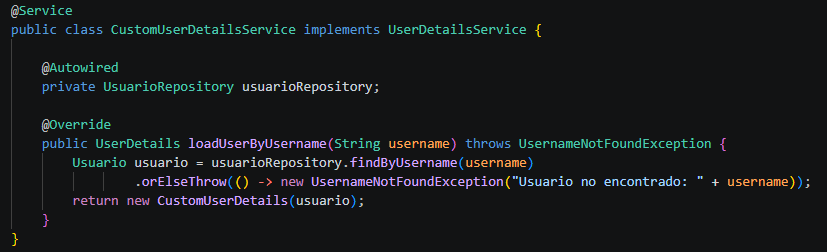 @Service
public class CustomUserDetailsService implements UserDetailsService {
@Autowired
private UsuarioRepository usuarioRepository;
@Override
public UserDetails loadUserByUsername(String username) throws UsernameNotFoundException {
Usuario usuario = usuarioRepository.findByUsername(username)
.orElseThrow(() -> new UsernameNotFoundException("Usuario no encontrado: " + username));
return new CustomUserDetails(usuario);
}
}